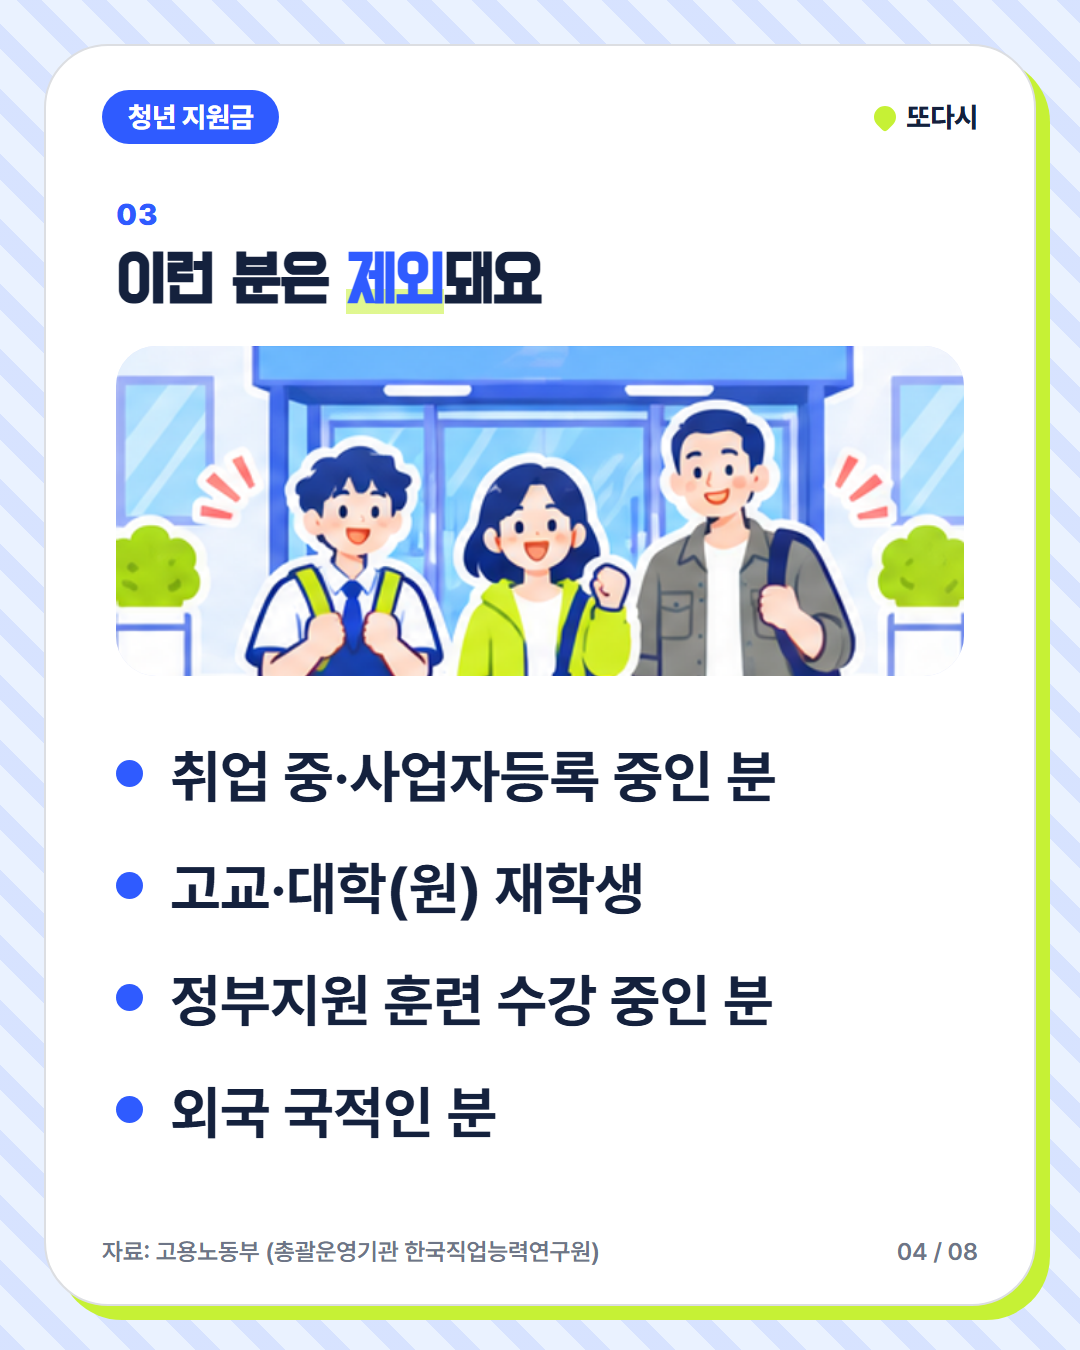 청년 지원금
또다시
03
이런 분은 제외돼요
취업 중·사업자등록 중인 분
고교·대학(원) 재학생
정부지원 훈련 수강 중인 분
외국 국적인 분
자료: 고용노동부 (총괄운영기관 한국직업능력연구원)
04 / 08